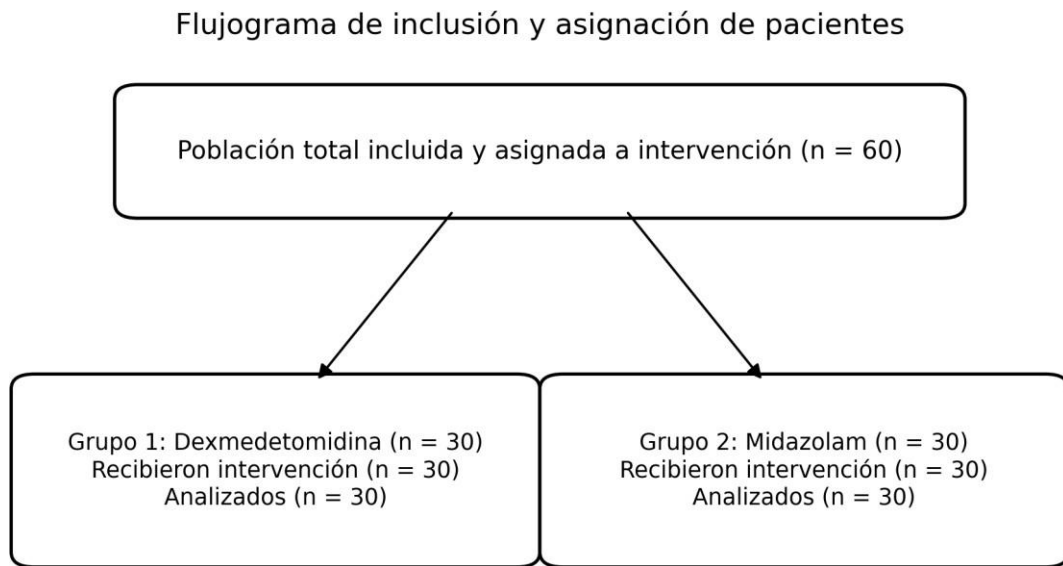 Flujograma de inclusión y asignación de pacientes
Población total incluida y asignada a intervención (n = 60)
Grupo 1: Dexmedetomidina (n = 30)
Recibieron intervención (n = 30)
Analizados (n = 30)
Grupo 2: Midazolam (n = 30)
Recibieron intervención (n = 30)
Analizados (n = 30)